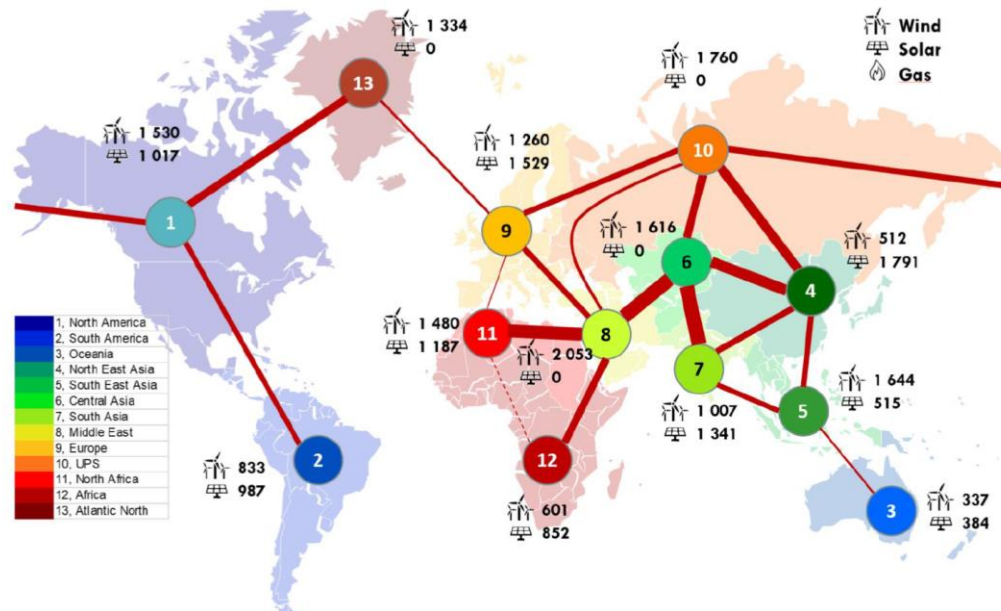 1 334
0
13
1 760
0
Wind
Solar
Gas
1 530
1 017
1 260
1 529
10
1
9
1 616
0
6
512
1 791
4
1, North America
2, South America
3, Oceania
4, North East Asia
5, South East Asia
6, Central Asia
7, South Asia
8, Middle East
9, Europe
10, UPS
11, North Africa
12, Africa
13, Atlantic North
1 480
1 187
11
2 053
0
8
7
1 007
1 341
1 644
515
5
2
833
987
12
601
852
3
337
384